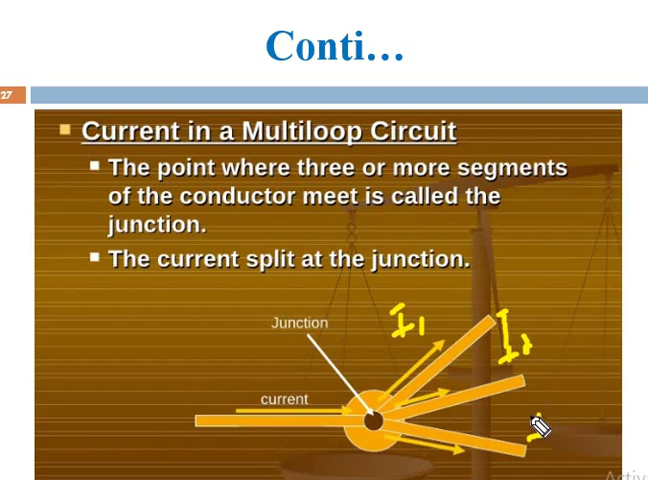 Conti…
27
Current in a Multiloop Circuit
The point where three or more segments
of the conductor meet is called the
junction.
The current split at the junction.
Junction
I1
I2
current
Activ